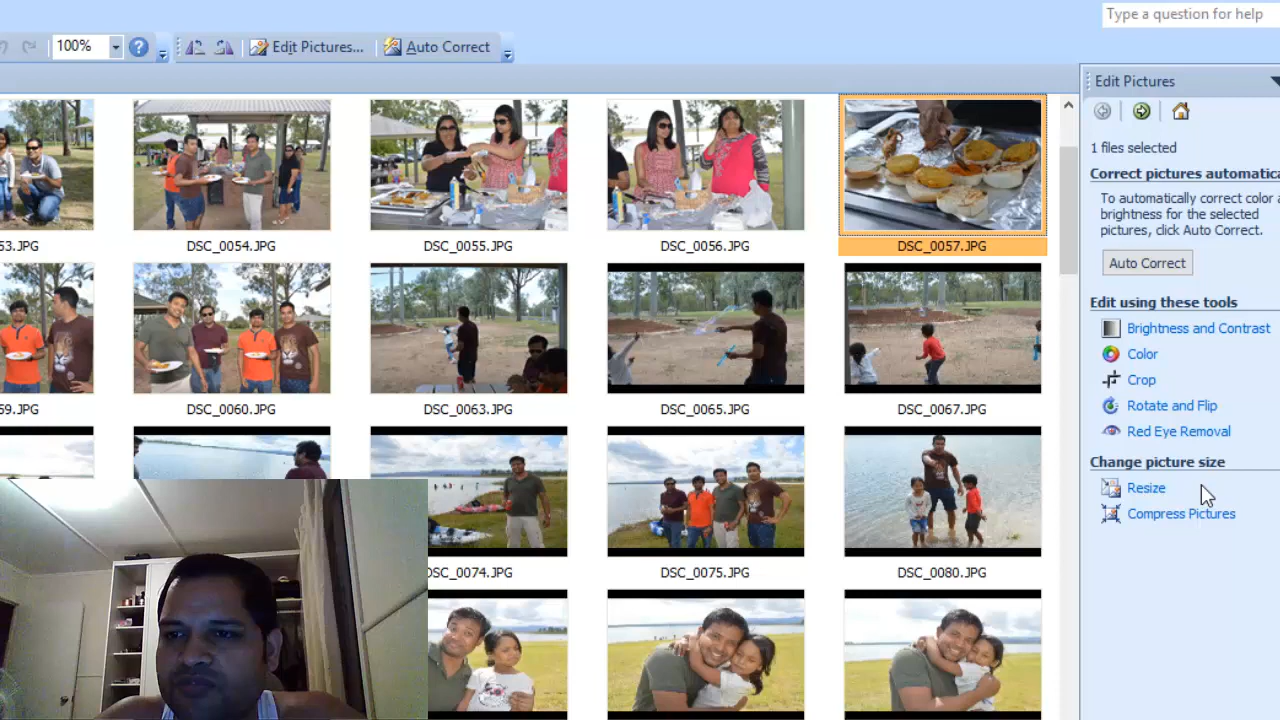 Type a question for help
100%
Edit Pictures...
Auto Correct
Edit Pictures
1 files selected
Correct pictures automatica
To automatically correct color a
brightness for the selected
pictures, click Auto Correct.
Auto Correct
Edit using these tools
Brightness and Contrast
Color
Crop
Rotate and Flip
Red Eye Removal
Change picture size
Resize
Compress Pictures
53.JPG
DSC_0054.JPG
DSC_0055.JPG
DSC_0056.JPG
DSC_0057.JPG
59.JPG
DSC_0060.JPG
DSC_0063.JPG
DSC_0065.JPG
DSC_0067.JPG
DSC_0074.JPG
DSC_0075.JPG
DSC_0080.JPG